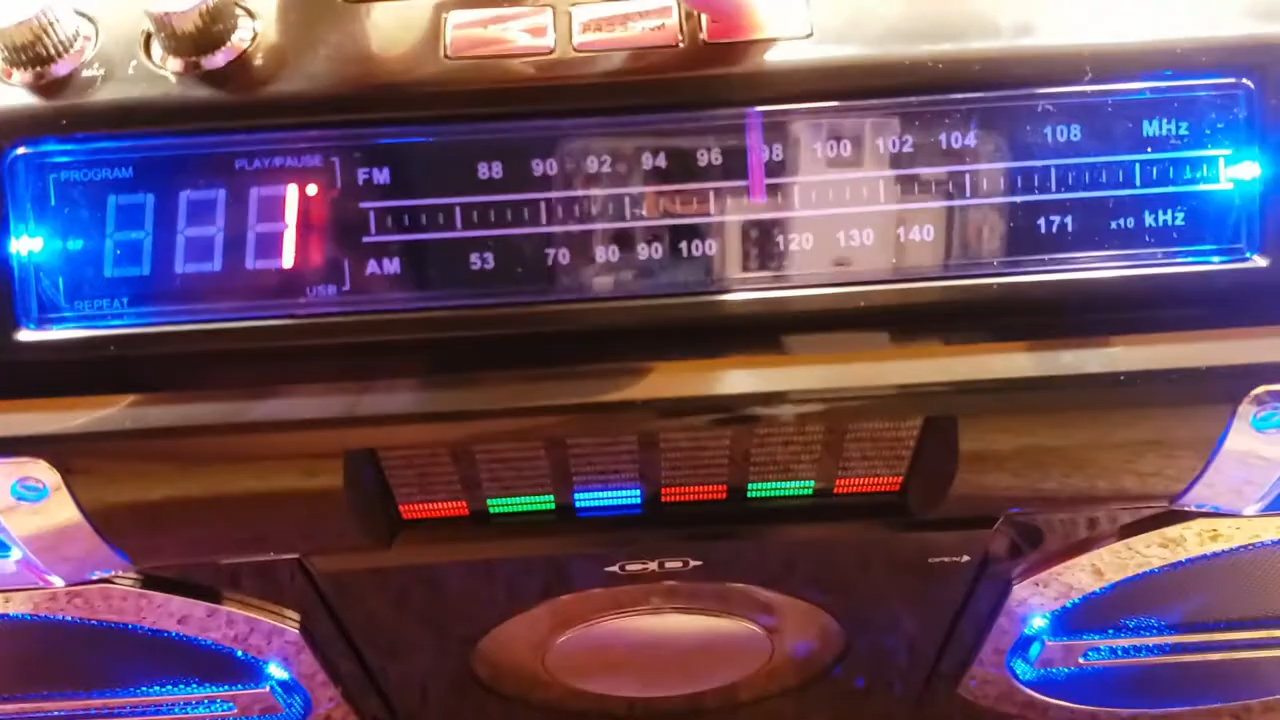 PROGRAM
PLAY/PAUSE
FM 88 90 92 94 96 98 100 102 104 108 MHz
1
AM 53 70 80 90 100 120 130 140 171 x10 kHz
REPEAT
USB
CD
OPEN